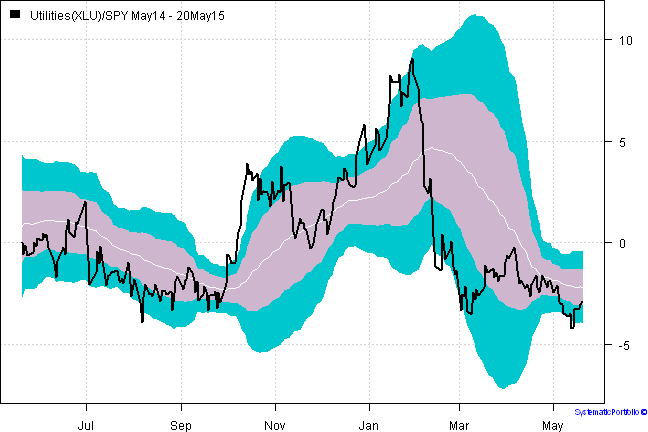 Utilities(XLU)/SPY May14 - 20May15
10
5
0
-5
Jul Sep Nov Jan Mar May
SystematicPortfolio ©